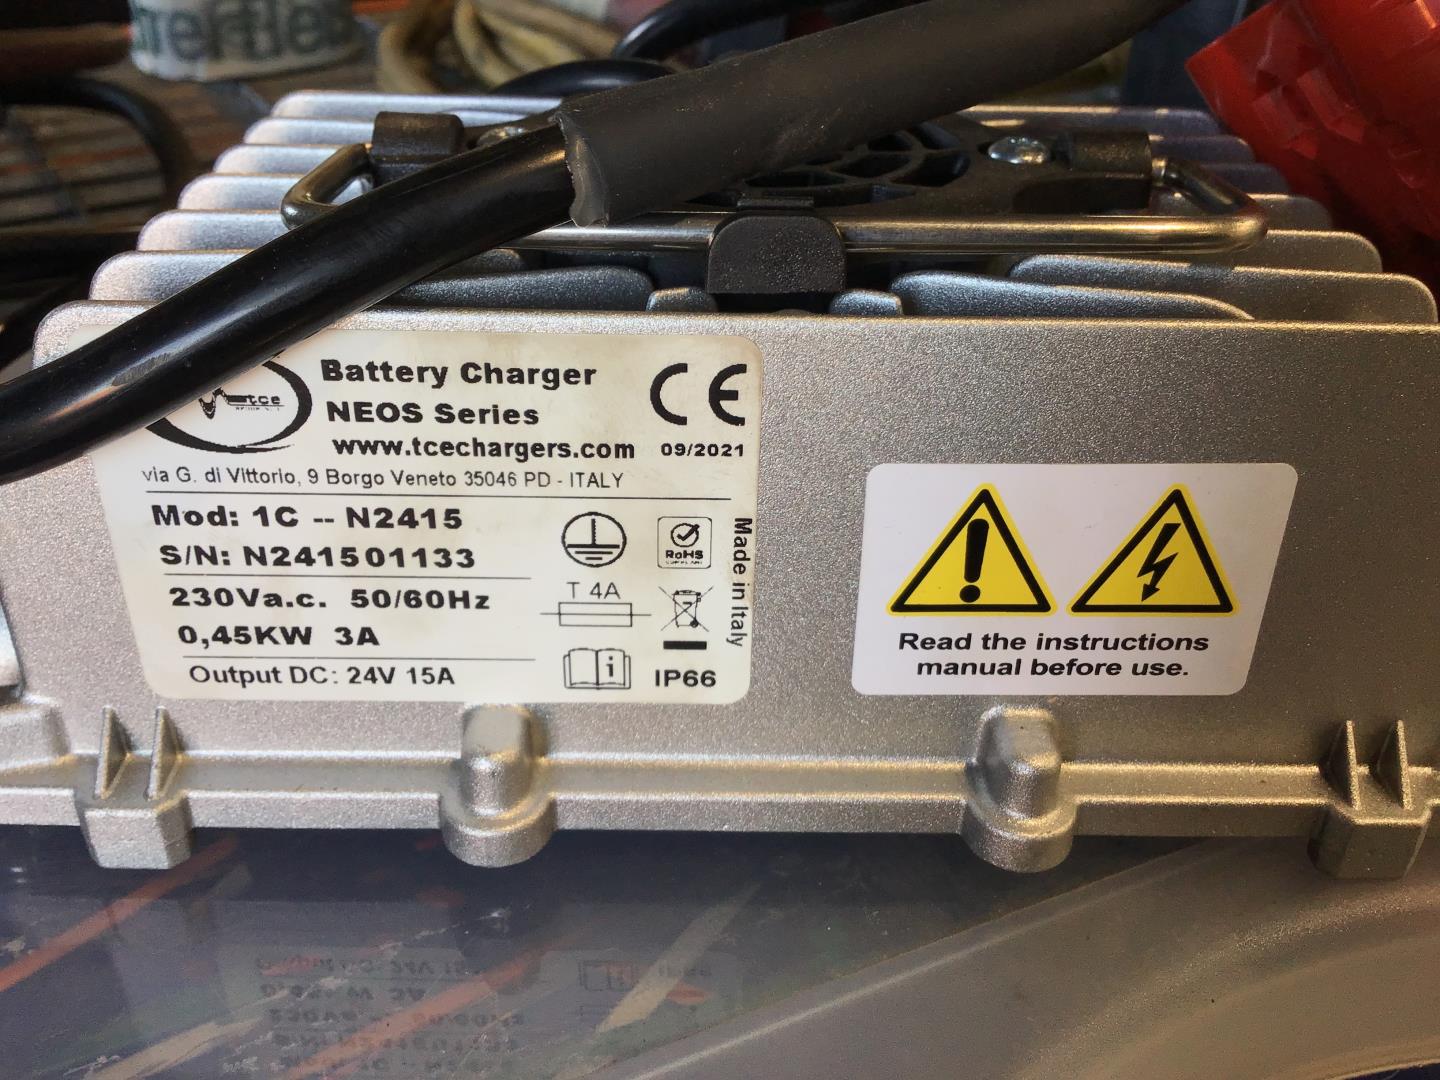 tce
Battery Charger
NEOS Series
www.tcechargers.com
CE
09/2021
via G. di Vittorio, 9 Borgo Veneto 35046 PD - ITALY
Mod: 1C -- N2415
S/N: N241501133
230Va.c. 50/60Hz
0,45KW 3A
Output DC: 24V 15A
T 4A
RoHS
COMPLIANT
i
IP66
Made in Italy
Read the instructions
manual before use.